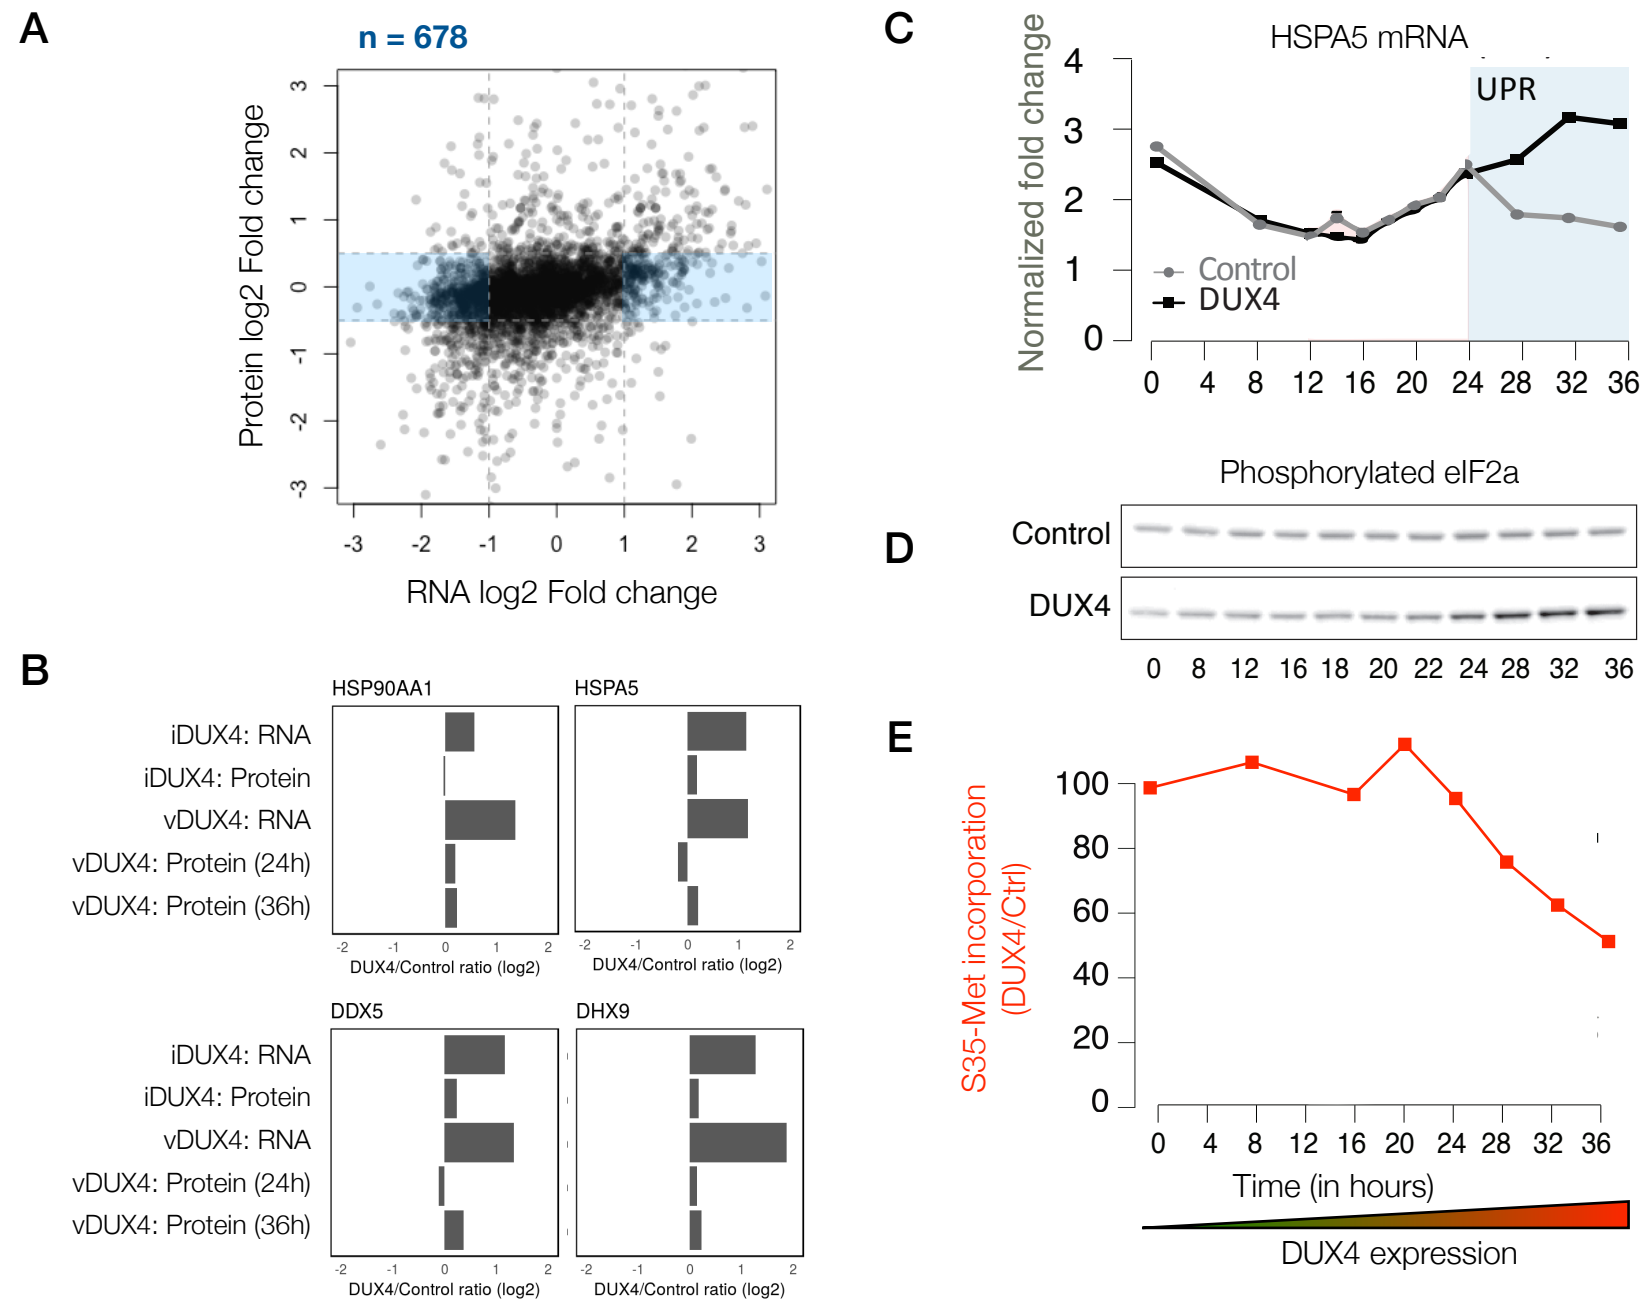 A
n = 678
Protein log2 Fold change
3
2
1
0
-1
-2
-3
-3 -2 -1 0 1 2 3
RNA log2 Fold change
B
HSP90AA1 HSPA5
iDUX4: RNA
iDUX4: Protein
vDUX4: RNA
vDUX4: Protein (24h)
vDUX4: Protein (36h)
-2 -1 0 1 2 -2 -1 0 1 2
DUX4/Control ratio (log2) DUX4/Control ratio (log2)
DDX5 DHX9
iDUX4: RNA
iDUX4: Protein
vDUX4: RNA
vDUX4: Protein (24h)
vDUX4: Protein (36h)
-2 -1 0 1 2 -2 -1 0 1 2
DUX4/Control ratio (log2) DUX4/Control ratio (log2)
C
HSPA5 mRNA
Normalized fold change
4
3
2
1
0
UPR
Control
DUX4
0 4 8 12 16 20 24 28 32 36
D
Phosphorylated eIF2a
Control
DUX4
0 8 12 16 18 20 22 24 28 32 36
E
S35-Met incorporation
(DUX4/Ctrl)
100
80
60
40
20
0
0 4 8 12 16 20 24 28 32 36
Time (in hours)
DUX4 expression